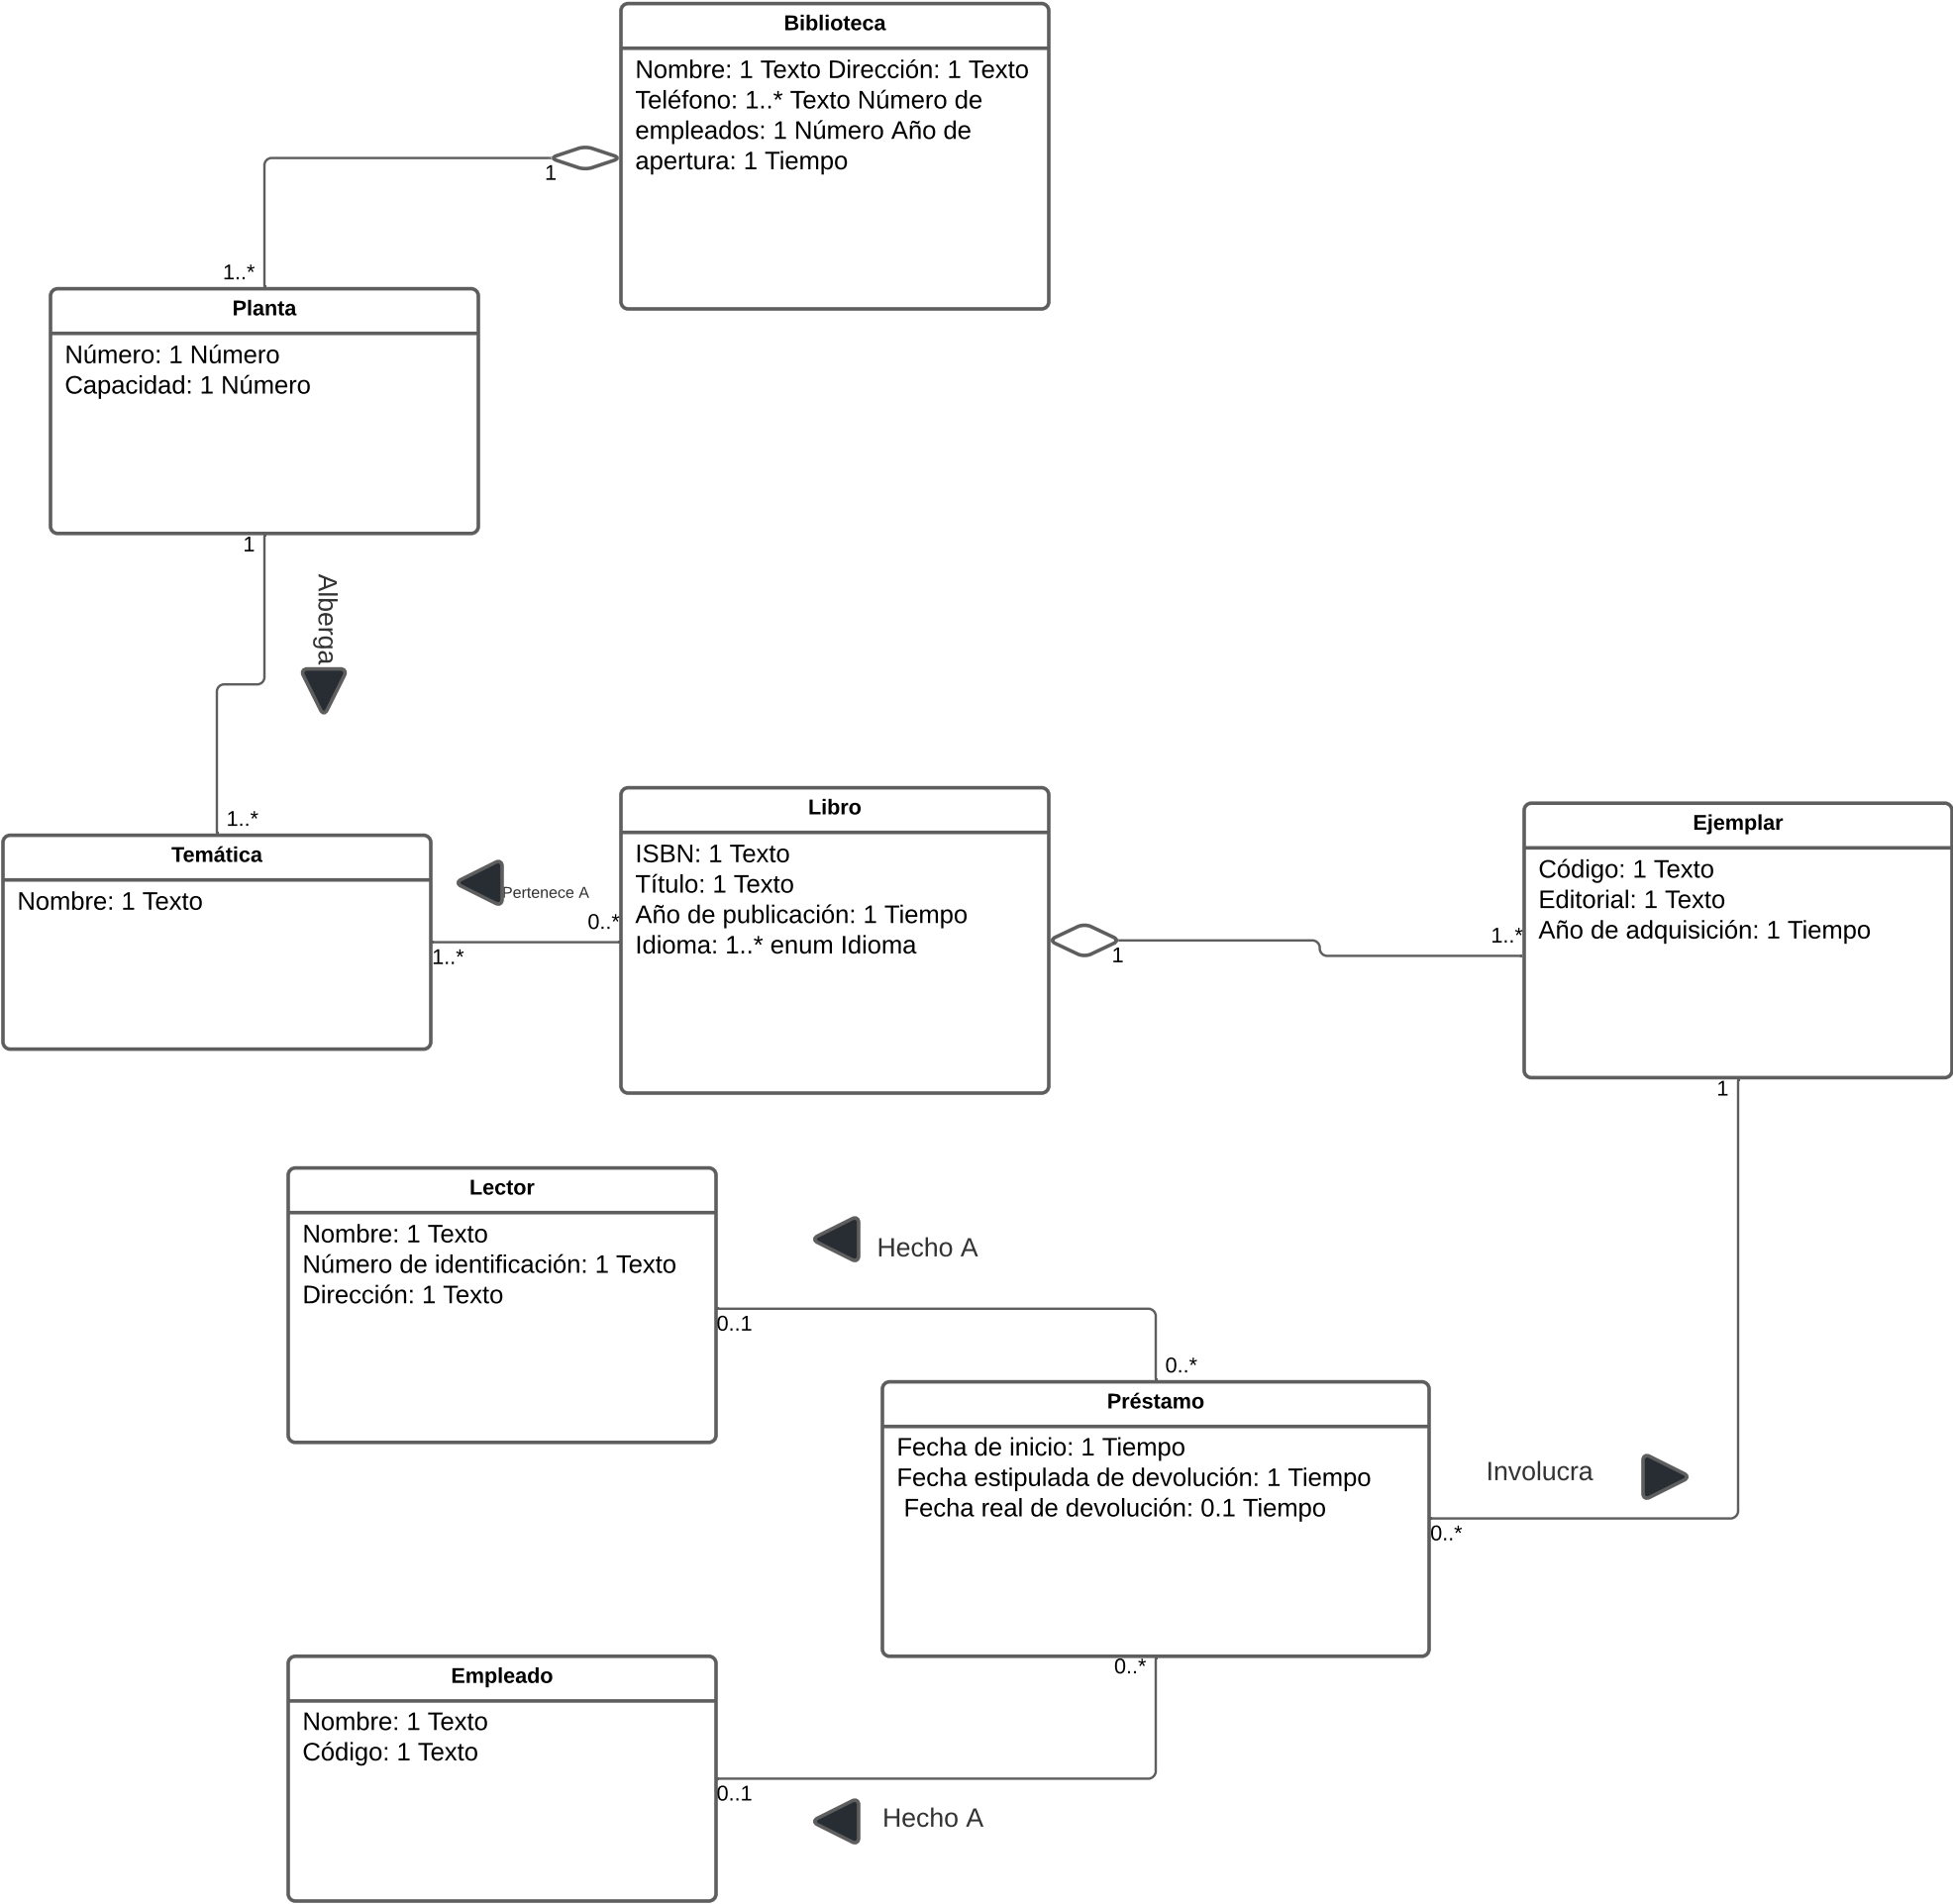 Biblioteca
Nombre: 1 Texto Dirección: 1 Texto
Teléfono: 1..* Texto Número de
empleados: 1 Número Año de
apertura: 1 Tiempo
1
1..*
Planta
Número: 1 Número
Capacidad: 1 Número
1
Alberga
1..*
Temática
Nombre: 1 Texto
Pertenece A
0..*
1..*
Libro
ISBN: 1 Texto
Título: 1 Texto
Año de publicación: 1 Tiempo
Idioma: 1..* enum Idioma
1
1..*
Ejemplar
Código: 1 Texto
Editorial: 1 Texto
Año de adquisición: 1 Tiempo
1
Lector
Nombre: 1 Texto
Número de identificación: 1 Texto
Dirección: 1 Texto
Hecho A
0..1
0..*
Préstamo
Fecha de inicio: 1 Tiempo
Fecha estipulada de devolución: 1 Tiempo
Fecha real de devolución: 0.1 Tiempo
Involucra
0..*
0..*
Empleado
Nombre: 1 Texto
Código: 1 Texto
0..1
Hecho A